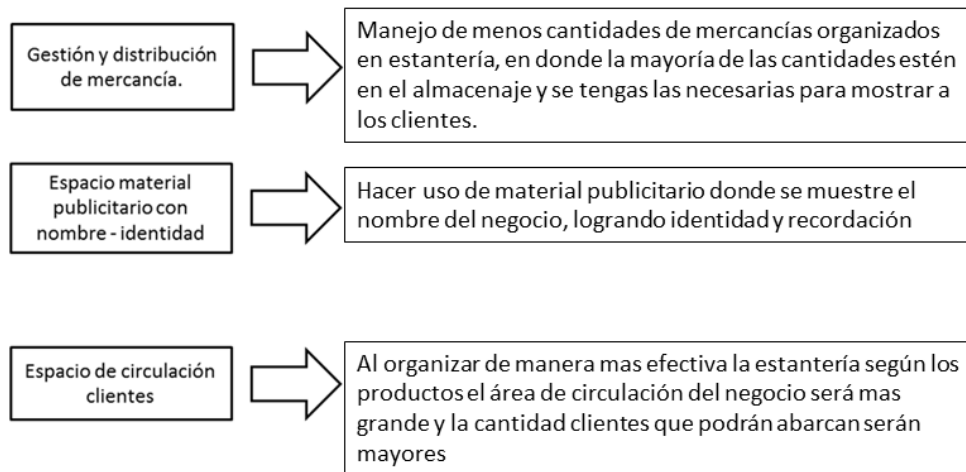 Gestión y distribución
de mercancía.
Manejo de menos cantidades de mercancías organizados
en estantería, en donde la mayoría de las cantidades estén
en el almacenaje y se tengas las necesarias para mostrar a
los clientes.
Espacio material
publicitario con
nombre - identidad
Hacer uso de material publicitario donde se muestre el
nombre del negocio, logrando identidad y recordación
Espacio de circulación
clientes
Al organizar de manera mas efectiva la estantería según los
productos el área de circulación del negocio será mas
grande y la cantidad clientes que podrán abarcan serán
mayores